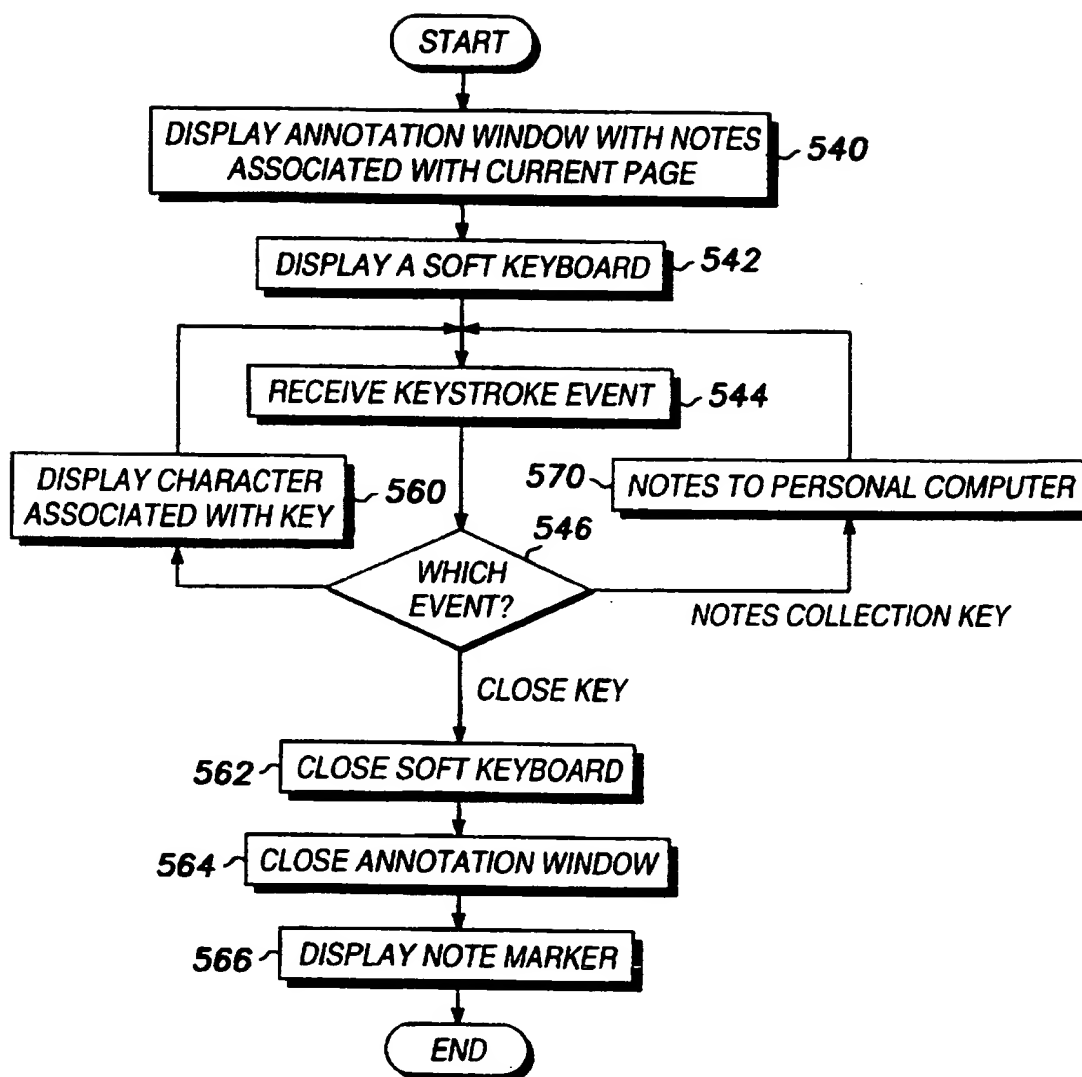 START
DISPLAY ANNOTATION WINDOW WITH NOTES
ASSOCIATED WITH CURRENT PAGE
540
DISPLAY A SOFT KEYBOARD
542
RECEIVE KEYSTROKE EVENT
544
DISPLAY CHARACTER
ASSOCIATED WITH KEY
560
570
NOTES TO PERSONAL COMPUTER
546
WHICH
EVENT?
NOTES COLLECTION KEY
CLOSE KEY
562
CLOSE SOFT KEYBOARD
564
CLOSE ANNOTATION WINDOW
566
DISPLAY NOTE MARKER
END